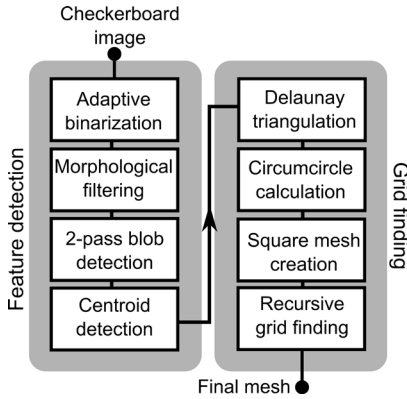 Checkerboard
image
Feature detection
Adaptive
binarization
Morphological
filtering
2-pass blob
detection
Centroid
detection
Delaunay
triangulation
Circumcircle
calculation
Square mesh
creation
Recursive
grid finding
Grid finding
Final mesh